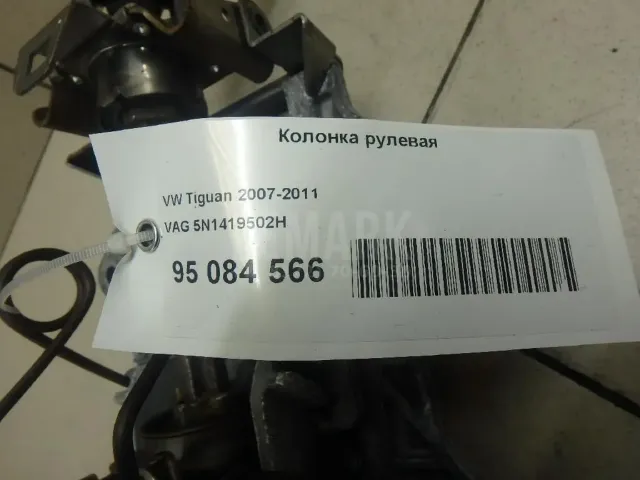 Колонка рулевая
VW Tiguan 2007-2011
VAG 5N1419502H
95 084 566